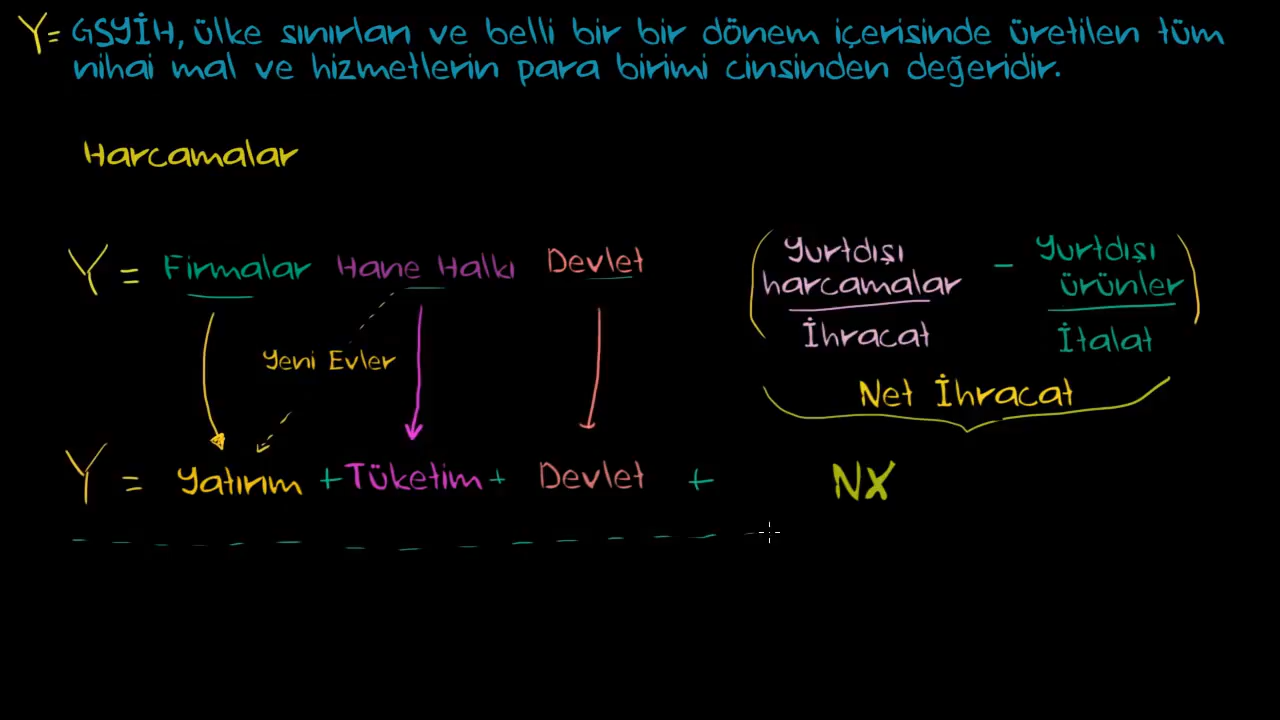 Y= GSYİH, ülke sınırları ve belli bir bir dönem içerisinde üretilen tüm
nihai mal ve hizmetlerin para birimi cinsinden değeridir.
Harcamalar
Y = Firmalar Hane Halkı Devlet
Yurtdışı
harcamalar
İhracat
-
Yurtdışı
ürünler
İtalat
Yeni Evler
Net İhracat
Y = Yatırım + Tüketim + Devlet + NX